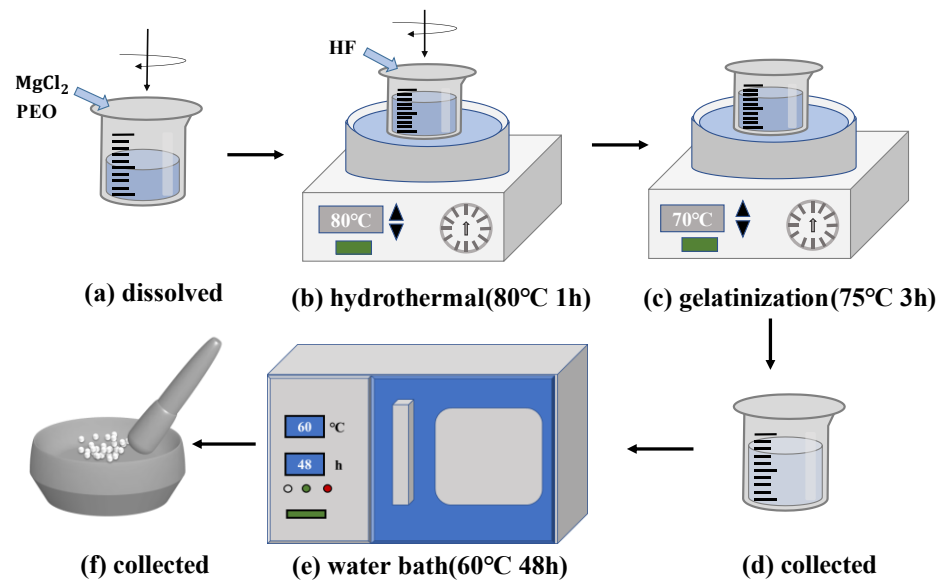 MgCl₂
PEO
HF
80℃
70℃
(a) dissolved
(b) hydrothermal(80℃ 1h)
(c) gelatinization(75℃ 3h)
60 ℃
48 h
(f) collected
(e) water bath(60℃ 48h)
(d) collected